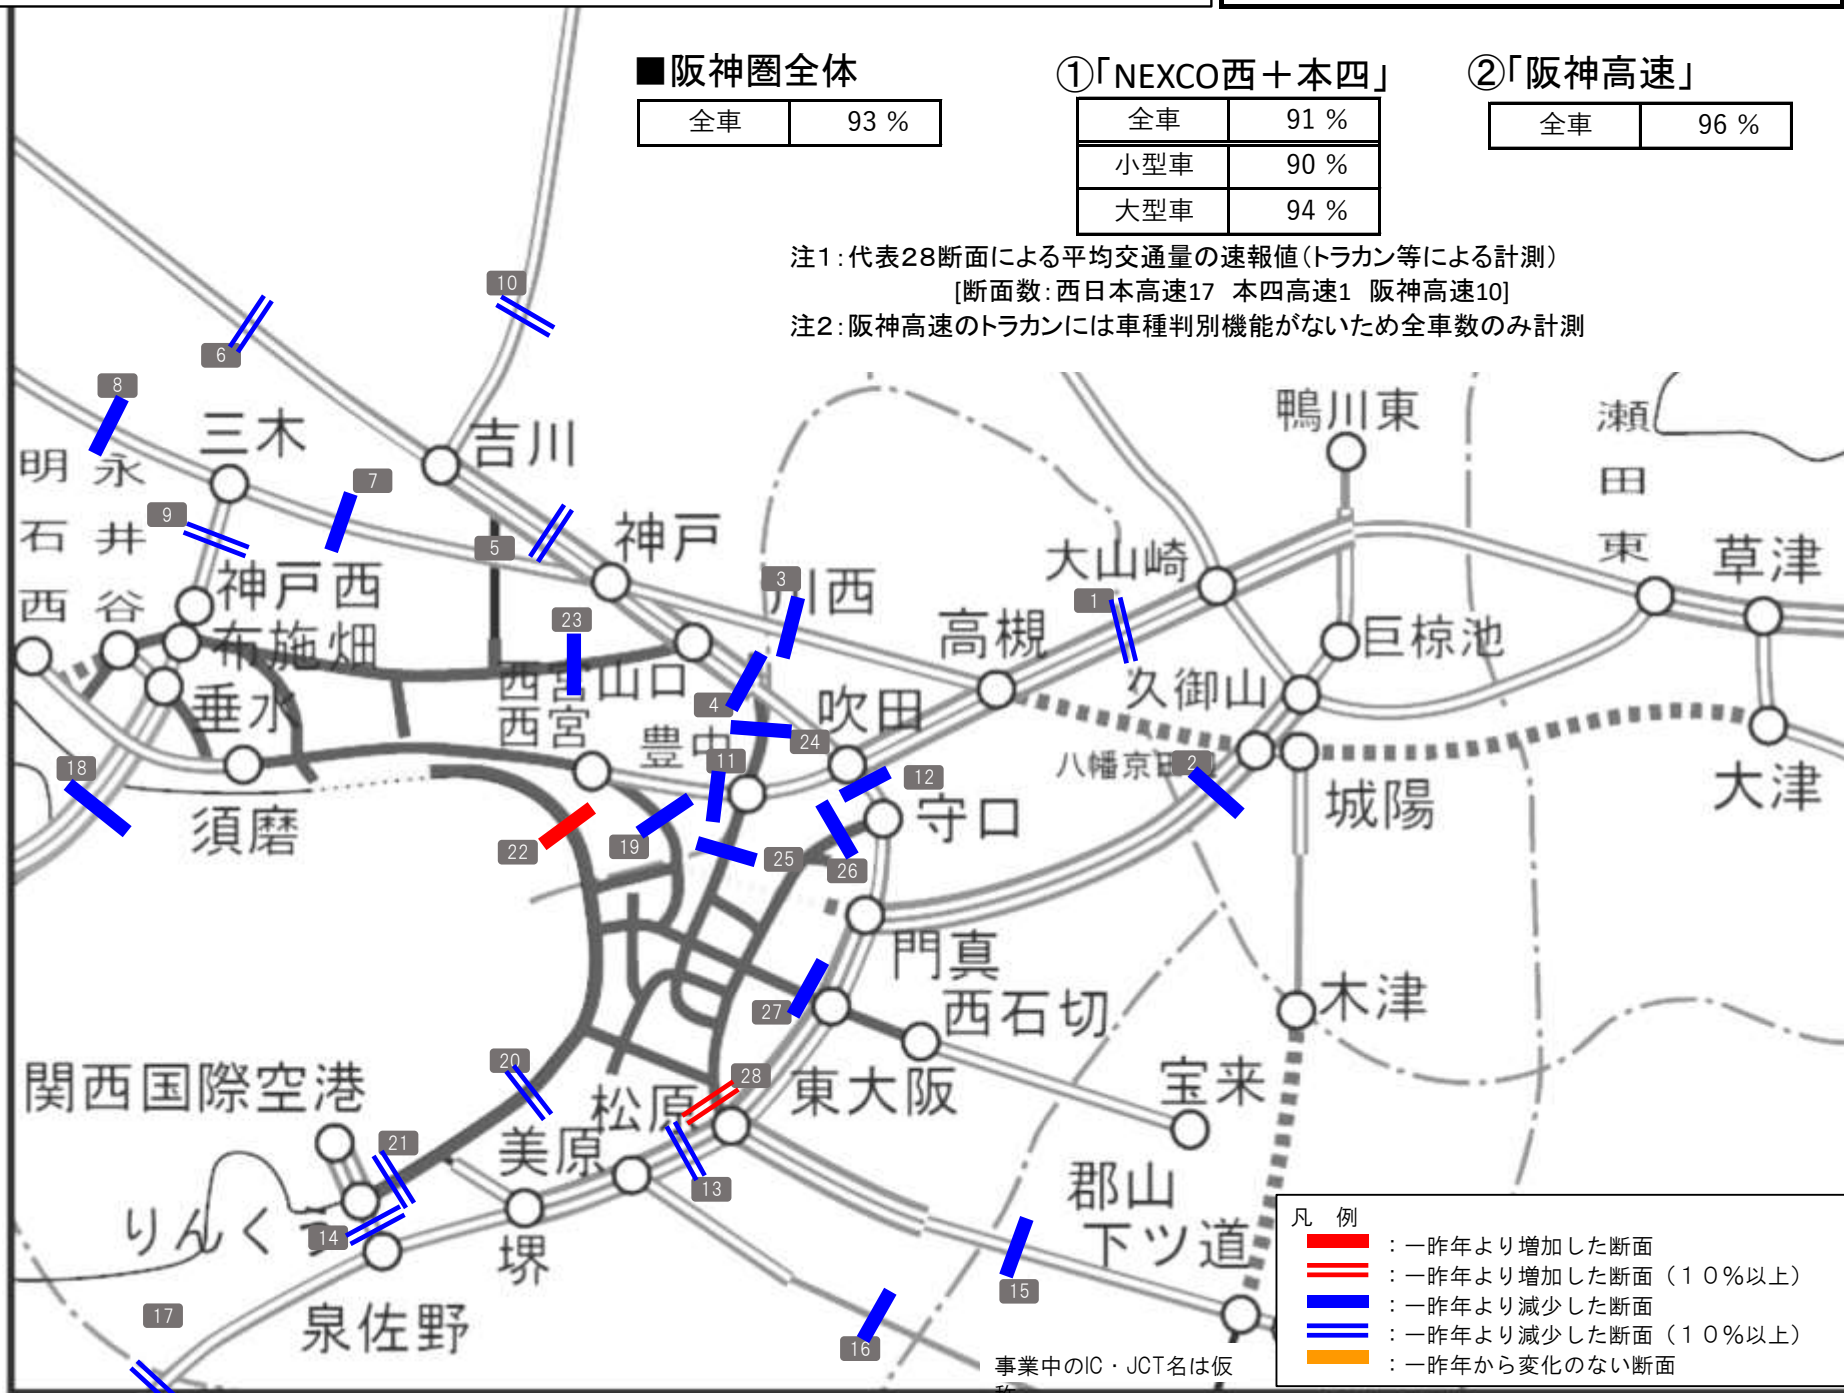 ■阪神圏全体
全車 93 %
①「NEXCO西＋本四」
全車 91 %
小型車 90 %
大型車 94 %
②「阪神高速」
全車 96 %
注１：代表２８断面による平均交通量の速報値（トラカン等による計測）
[断面数：西日本高速17 本四高速1 阪神高速10]
注２：阪神高速のトラカンには車種判別機能がないため全車数のみ計測
10
6
8
三木
吉川
鴨川東
瀬田東
明石西
永井谷
7
9
5
神戸
大山崎
草津
神戸西
布施畑
3
川西
1
高槻
巨椋池
23
西宮山口
西宮
久御山
垂水
4
吹田
豊中
24
11
12
2
18
城陽
大津
須磨
守口
22
19
25
26
門真
27
西石切
木津
20
関西国際空港
松原
28
東大阪
宝来
21
美原
13
郡山下ツ道
りんくう
14
堺
15
17
泉佐野
16
事業中のIC・JCT名は仮
凡 例
：一昨年より増加した断面
：一昨年より増加した断面（１０％以上）
：一昨年より減少した断面
：一昨年より減少した断面（１０％以上）
：一昨年から変化のない断面